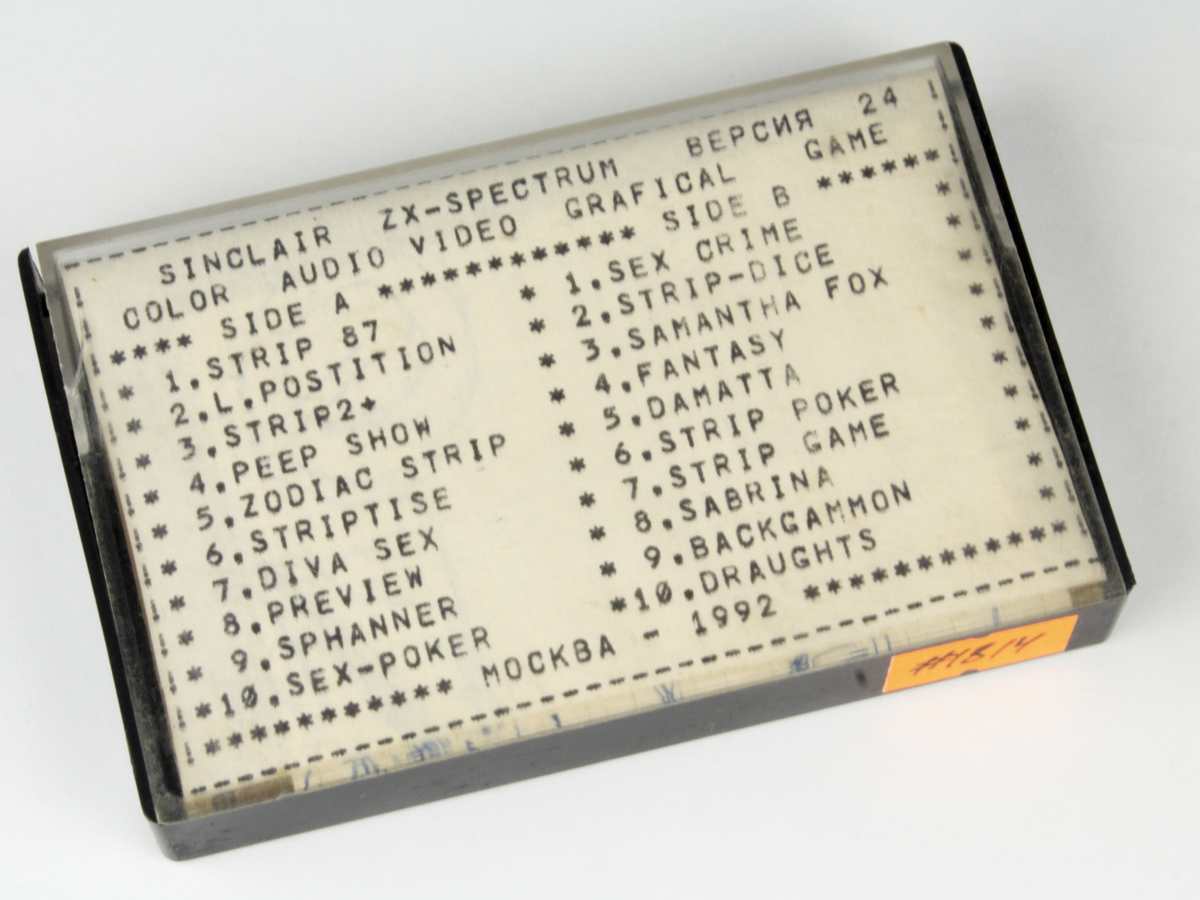 SINCLAIR ZX-SPECTRUM ВЕРСИЯ 24
COLOR AUDIO VIDEO GRAFICAL GAME
**** SIDE A *********** SIDE B ******
* 1.STRIP 87 * 1.SEX CRIME *
* 2.L.POSTITION * 2.STRIP-DICE *
* 3.STRIP2+ * 3.SAMANTHA FOX *
* 4.PEEP SHOW * 4.FANTASY *
* 5.ZODIAC STRIP * 5.DAMATTA *
* 6.STRIPTISE * 6.STRIP POKER *
* 7.DIVA SEX * 7.STRIP GAME *
* 8.PREVIEW * 8.SABRINA *
* 9.SPHANNER * 9.BACKGAMMON *
*10.SEX-POKER *10.DRAUGHTS *
*********** МОСКВА - 1992 ************